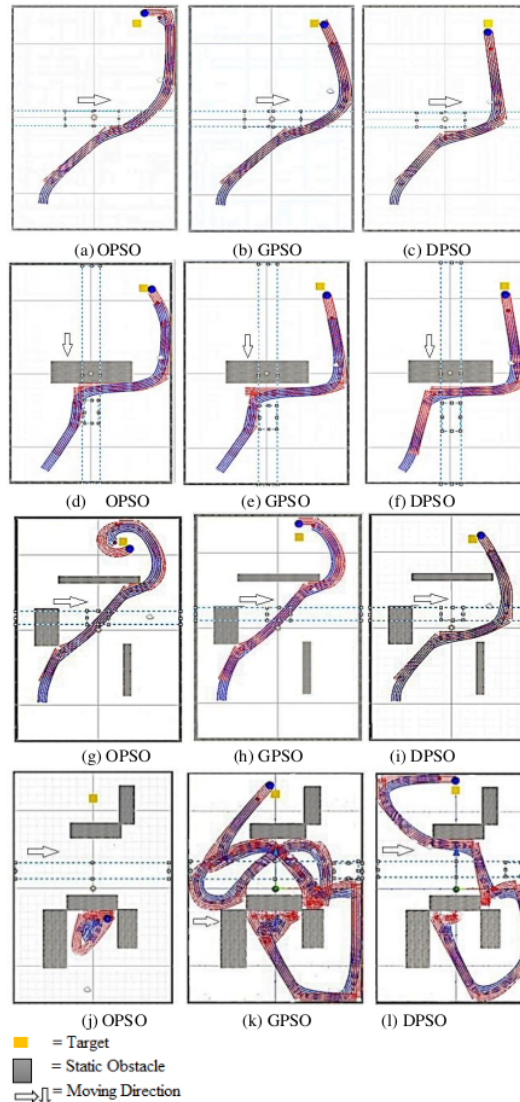 (a) OPSO (b) GPSO (c) DPSO
(d) OPSO (e) GPSO (f) DPSO
(g) OPSO (h) GPSO (i) DPSO
(j) OPSO (k) GPSO (l) DPSO
= Target
= Static Obstacle
= Moving Direction